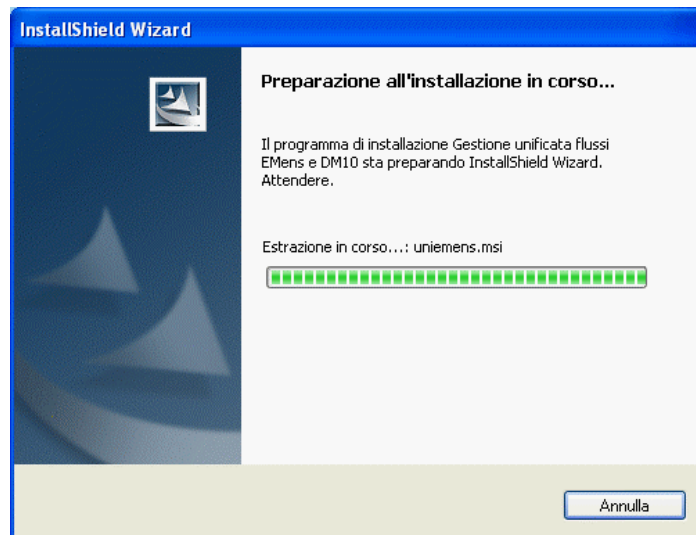 InstallShield Wizard
Preparazione all'installazione in corso...
Il programma di installazione Gestione unificata flussi
EMens e DM10 sta preparando InstallShield Wizard.
Attendere.
Estrazione in corso...: uniemens.msi
Annulla